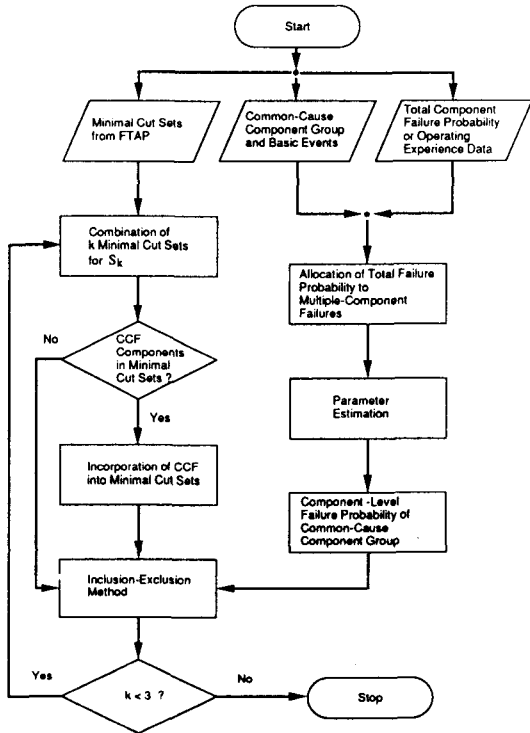 Start
Minimal Cut Sets
from FTAP
Common-Cause
Component Group
and Basic Events
Total Component
Failure Probability
or Operating
Experience Data
Combination of
k Minimal Cut Sets
for Sk
Allocation of Total Failure
Probability to
Multiple-Component
Failures
No
CCF
Components
in Minimal
Cut Sets ?
Yes
Parameter
Estimation
Incorporation of CCF
into Minimal Cut Sets
Component -Level
Failure Probability of
Common-Cause
Component Group
Inclusion-Exclusion
Method
Yes
k < 3 ?
No
Stop